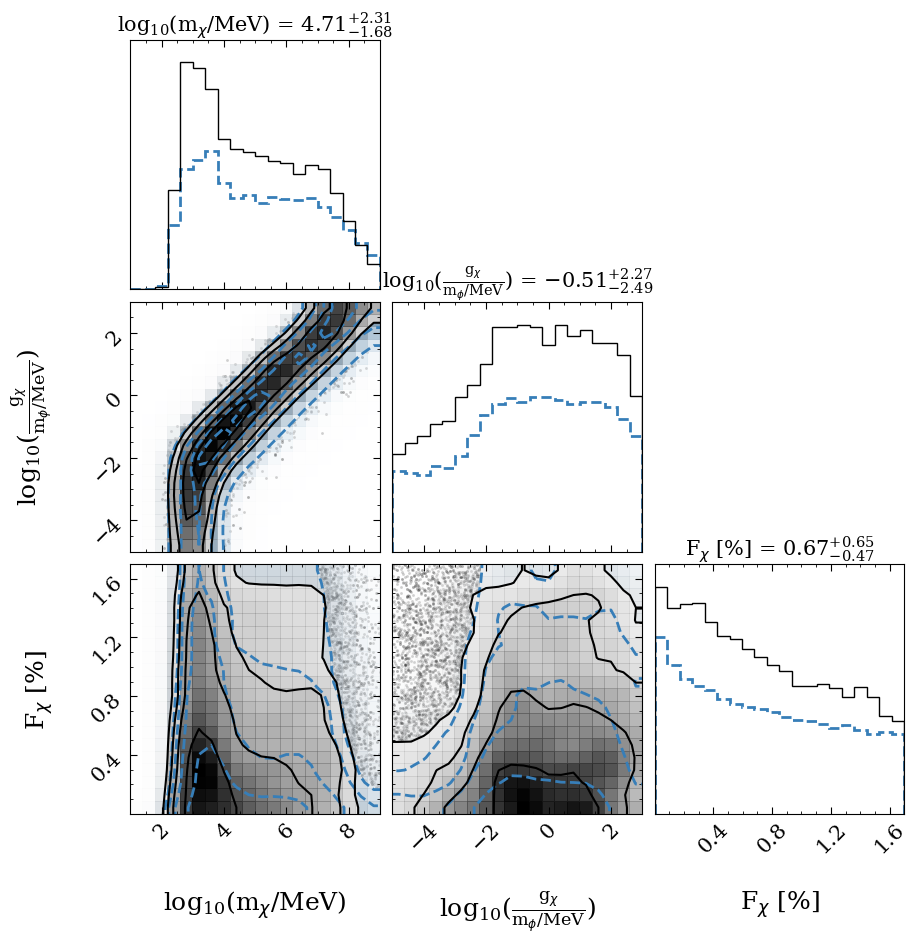 log₁₀(mᵪ/MeV) = 4.71⁺²·³¹₋₁.₆₈
log₁₀(gᵪ/m_ϕ/MeV) = −0.51⁺²·²⁷₋₂.₄₉
2
0
−2
−4
log₁₀(gᵪ/m_ϕ/MeV)
Fᵪ [%] = 0.67⁺⁰·⁶⁵₋₀.₄₇
1.6
1.2
0.8
0.4
Fᵪ [%]
2 4 6 8 −4 −2 0 2 0.4 0.8 1.2 1.6
log₁₀(mᵪ/MeV) log₁₀(gᵪ/m_ϕ/MeV) Fᵪ [%]